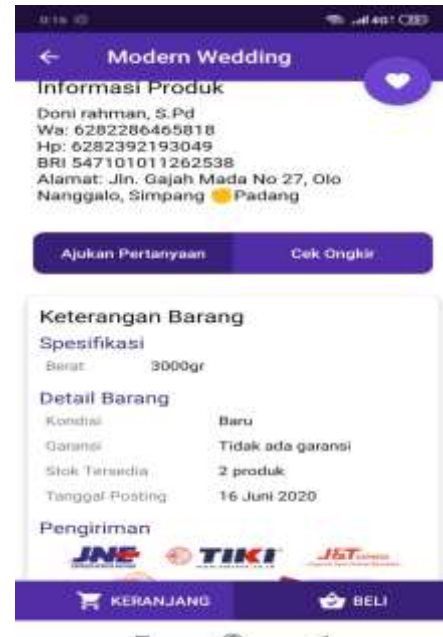 Modern Wedding
Informasi Produk
Doni rahman, S.Pd
Wa: 6282286465818
Hp: 6282392193049
BRI 547101011262538
Alamat: Jln. Gajah Mada No 27, Olo
Nanggalo, Simpang Padang
Ajukan Pertanyaan Cek Ongkir
Keterangan Barang
Spesifikasi
Berat 3000gr
Detail Barang
Kondisi Baru
Garansi Tidak ada garansi
Stok Tersedia 2 produk
Tanggal Posting 16 Juni 2020
Pengiriman
JNE TIKI J&T EXPRESS
KERANJANG BELI